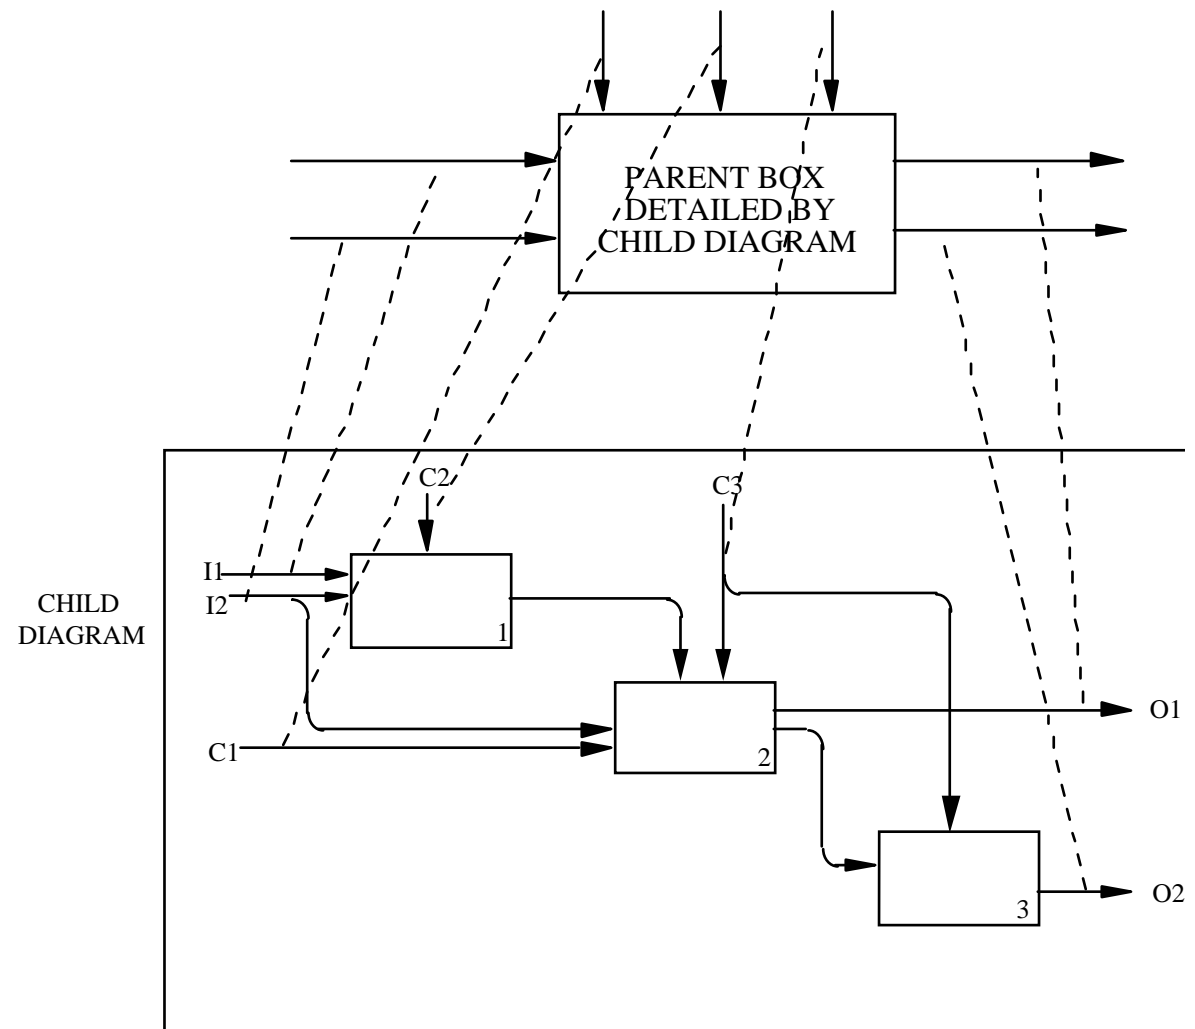 PARENT BOX
DETAILED BY
CHILD DIAGRAM
C2
C3
I1
I2
CHILD
DIAGRAM
1
O1
C1
2
O2
3